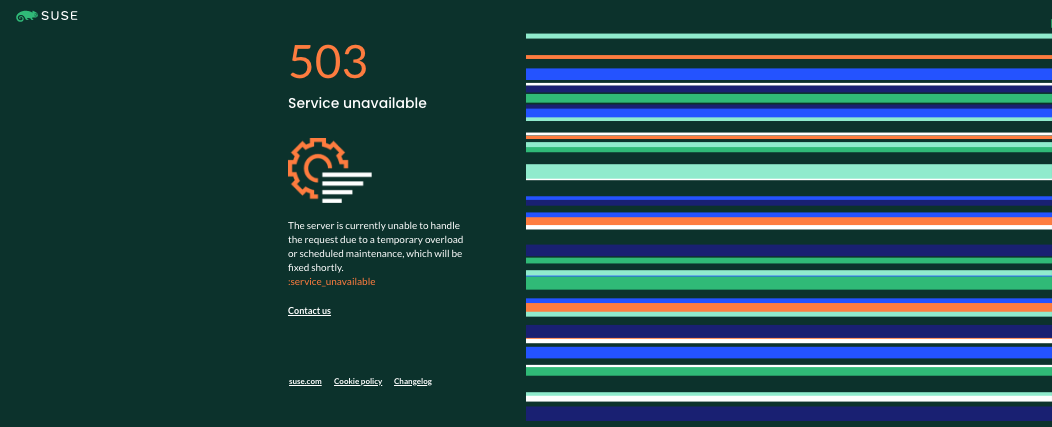 SUSE
503
Service unavailable
The server is currently unable to handle
the request due to a temporary overload
or scheduled maintenance, which will be
fixed shortly.
:service_unavailable
Contact us
suse.com Cookie policy Changelog